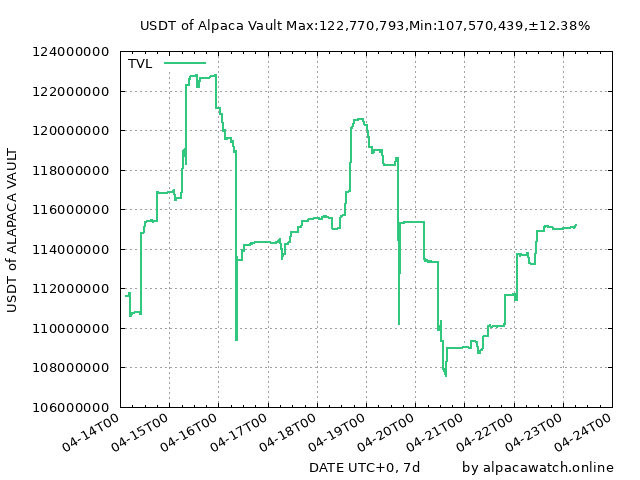 USDT of Alpaca Vault Max:122,770,793,Min:107,570,439,±12.38%
TVL
124000000
122000000
120000000
118000000
116000000
114000000
112000000
110000000
108000000
106000000
USDT of ALAPACA VAULT
04-14T00
04-15T00
04-16T00
04-17T00
04-18T00
04-19T00
04-20T00
04-21T00
04-22T00
04-23T00
04-24T00
DATE UTC+0, 7d
by alpacawatch.online